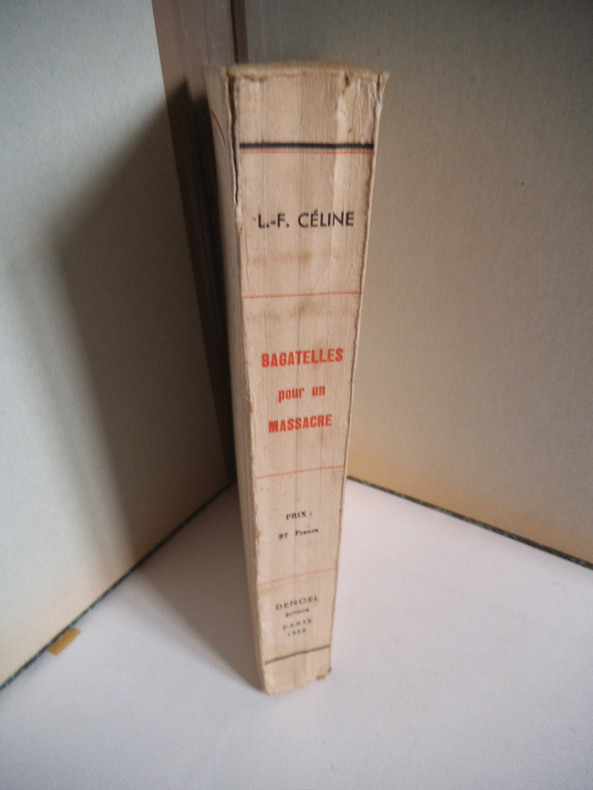 L.-F. CÉLINE
BAGATELLES
pour un
MASSACRE
PRIX :
27 Francs
DENOEL
PARIS